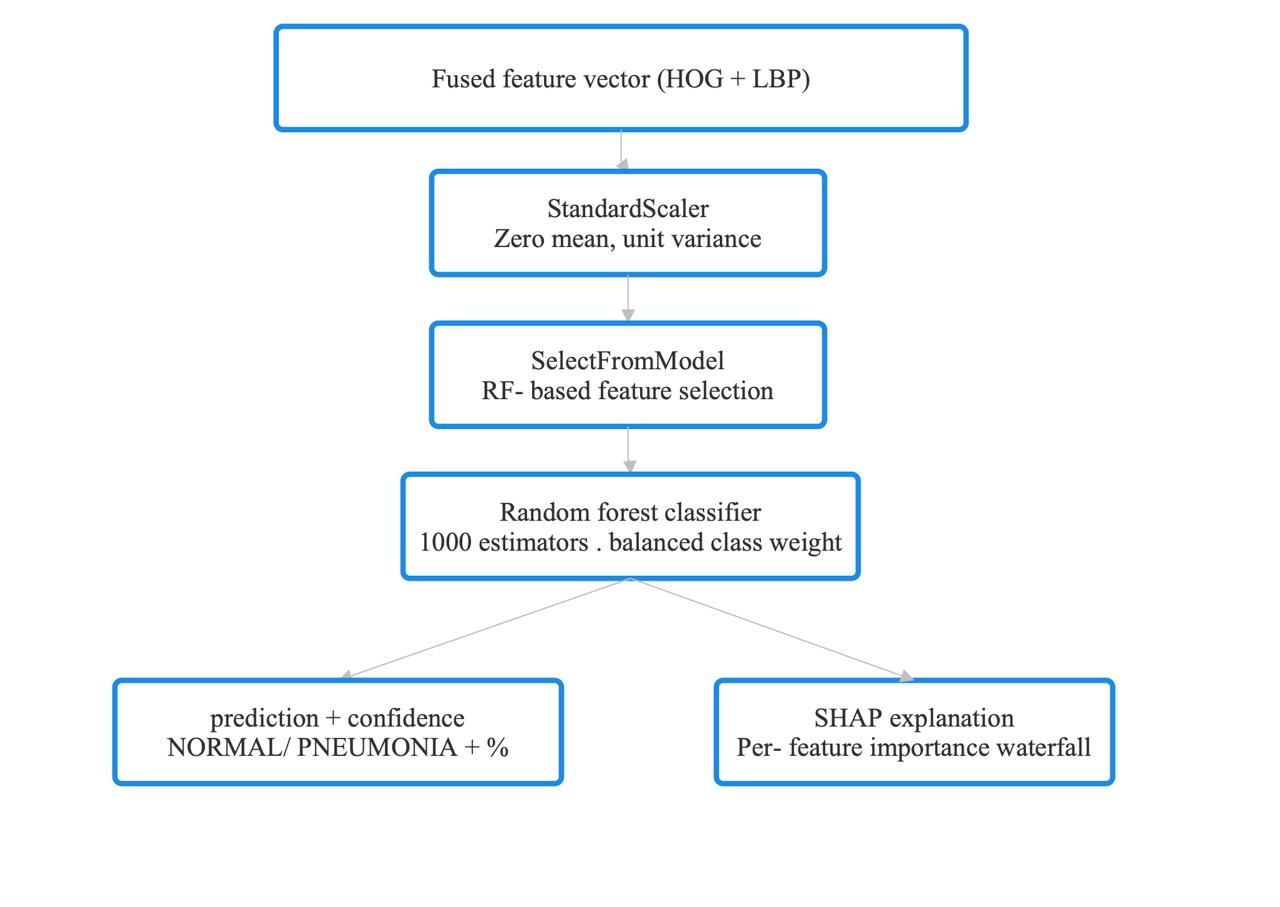 Fused feature vector (HOG + LBP)
StandardScaler
Zero mean, unit variance
SelectFromModel
RF- based feature selection
Random forest classifier
1000 estimators . balanced class weight
prediction + confidence
NORMAL/ PNEUMONIA + %
SHAP explanation
Per- feature importance waterfall